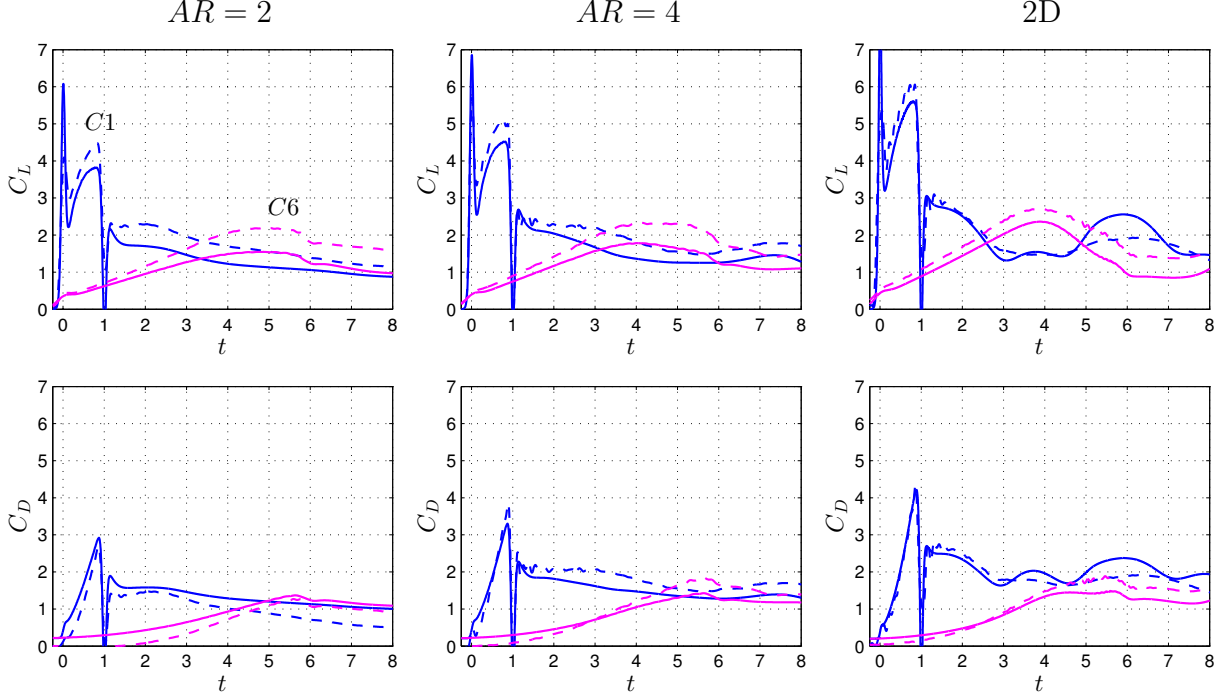 AR = 2 AR = 4 2D
7 7 7
6 6 6
5 C1 5 5
C_L 4 C_L 4 C_L 4
3 C6 3 3
2 2 2
1 1 1
0 0 0
0 1 2 3 4 5 6 7 8 0 1 2 3 4 5 6 7 8 0 1 2 3 4 5 6 7 8
t t t
7 7 7
6 6 6
5 5 5
C_D 4 C_D 4 C_D 4
3 3 3
2 2 2
1 1 1
0 0 0
0 1 2 3 4 5 6 7 8 0 1 2 3 4 5 6 7 8 0 1 2 3 4 5 6 7 8
t t t